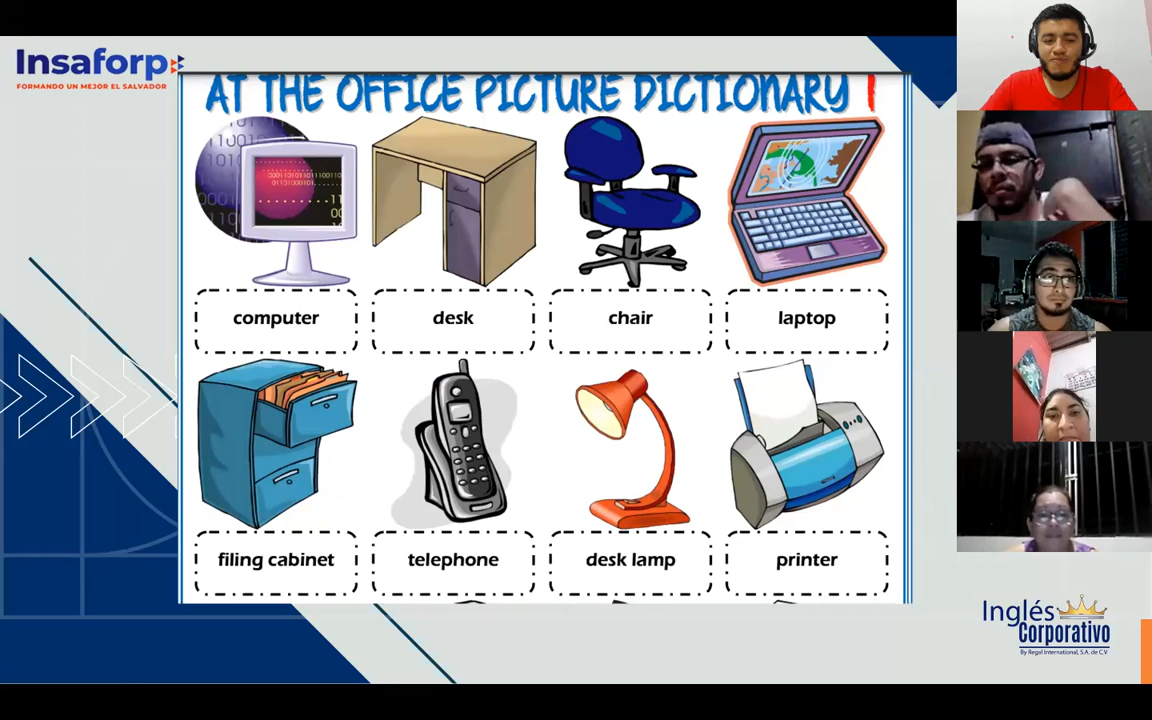 Insaforp
FORMANDO UN MEJOR EL SALVADOR
AT THE OFFICE PICTURE DICTIONARY 1
computer
desk
chair
laptop
filing cabinet
telephone
desk lamp
printer
Inglés
Corporativo
By Regal International, S.A. de C.V